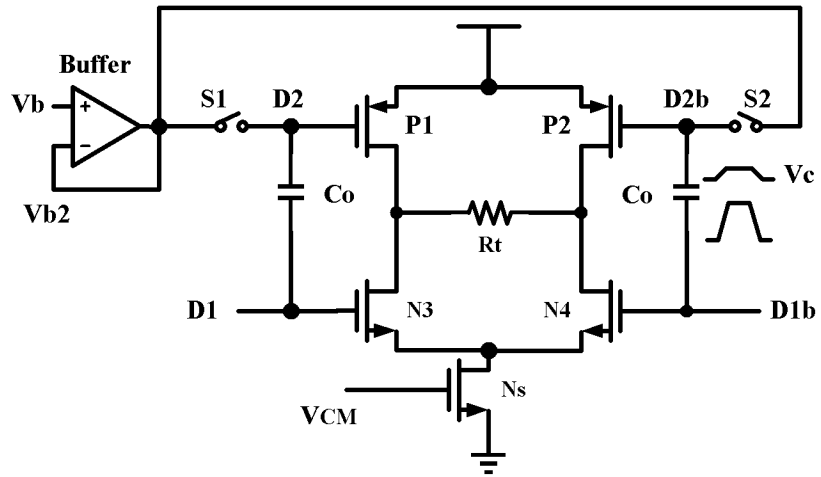 Buffer
Vb
+
−
Vb2
S1
D2
P1
P2
D2b
S2
Co
Rt
Co
Vc
D1
N3
N4
D1b
VCM
Ns